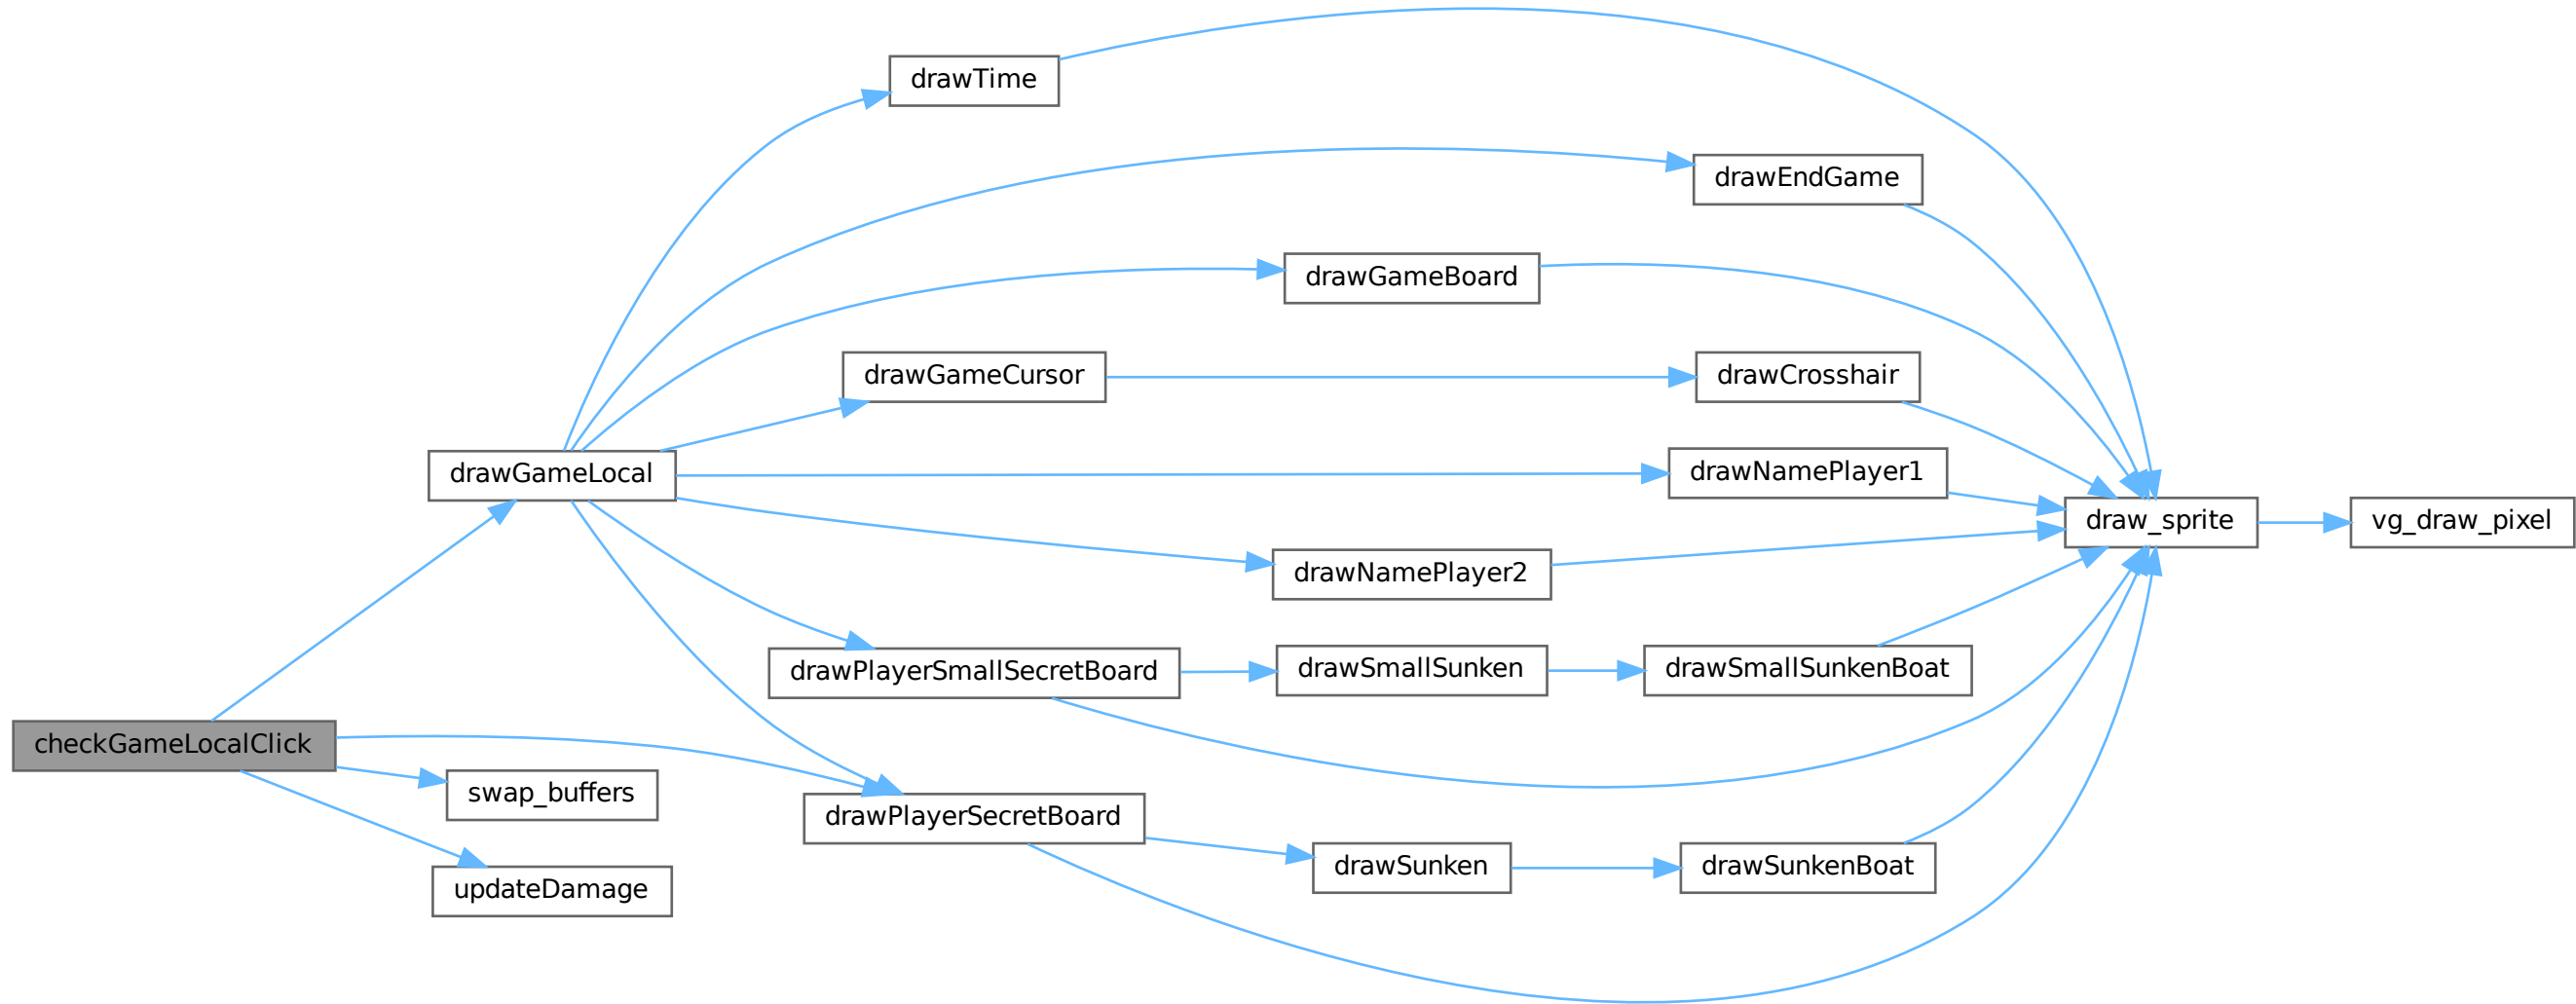 drawTime
drawEndGame
drawGameBoard
drawGameCursor
drawCrosshair
drawGameLocal
drawNamePlayer1
draw_sprite
vg_draw_pixel
drawNamePlayer2
drawPlayerSmallSecretBoard
drawSmallSunken
drawSmallSunkenBoat
checkGameLocalClick
swap_buffers
drawPlayerSecretBoard
drawSunken
drawSunkenBoat
updateDamage